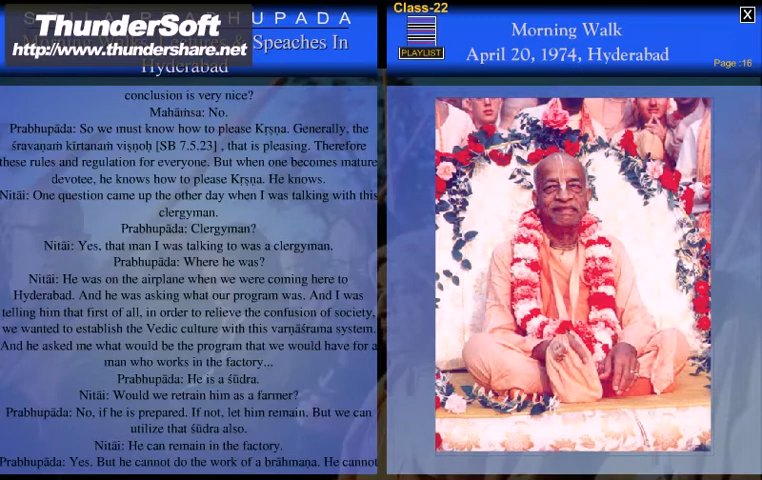 S R I L A P R A B H U P A D A
ThunderSoft
http://www.thundershare.net
Morning Walks, Lectures & Speaches In
Hyderabad
conclusion is very nice?
Mahāṁsa: No.
Prabhupāda: So we must know how to please Kṛṣṇa. Generally, the
śravaṇaṁ kīrtanaṁ viṣṇoḥ [SB 7.5.23] , that is pleasing. Therefore
these rules and regulation for everyone. But when one becomes mature
devotee, he knows how to please Kṛṣṇa. He knows.
Nitāi: One question came up the other day when I was talking with this
clergyman.
Prabhupāda: Clergyman?
Nitāi: Yes, that man I was talking to was a clergyman.
Prabhupāda: Where he was?
Nitāi: He was on the airplane when we were coming here to
Hyderabad. And he was asking what our program was. And I was
telling him that first of all, in order to relieve the confusion of society,
we wanted to establish the Vedic culture with this varṇāśrama system.
And he asked me what would be the program that we would have for a
man who works in the factory...
Prabhupāda: He is a śūdra.
Nitāi: Would we retrain him as a farmer?
Prabhupāda: No, if he is prepared. If not, let him remain. But we can
utilize that śūdra also.
Nitāi: He can remain in the factory.
Prabhupāda: Yes. But he cannot do the work of a brāhmaṇa. He cannot
Class-22
PLAYLIST
Morning Walk
April 20, 1974, Hyderabad
X
Page :16